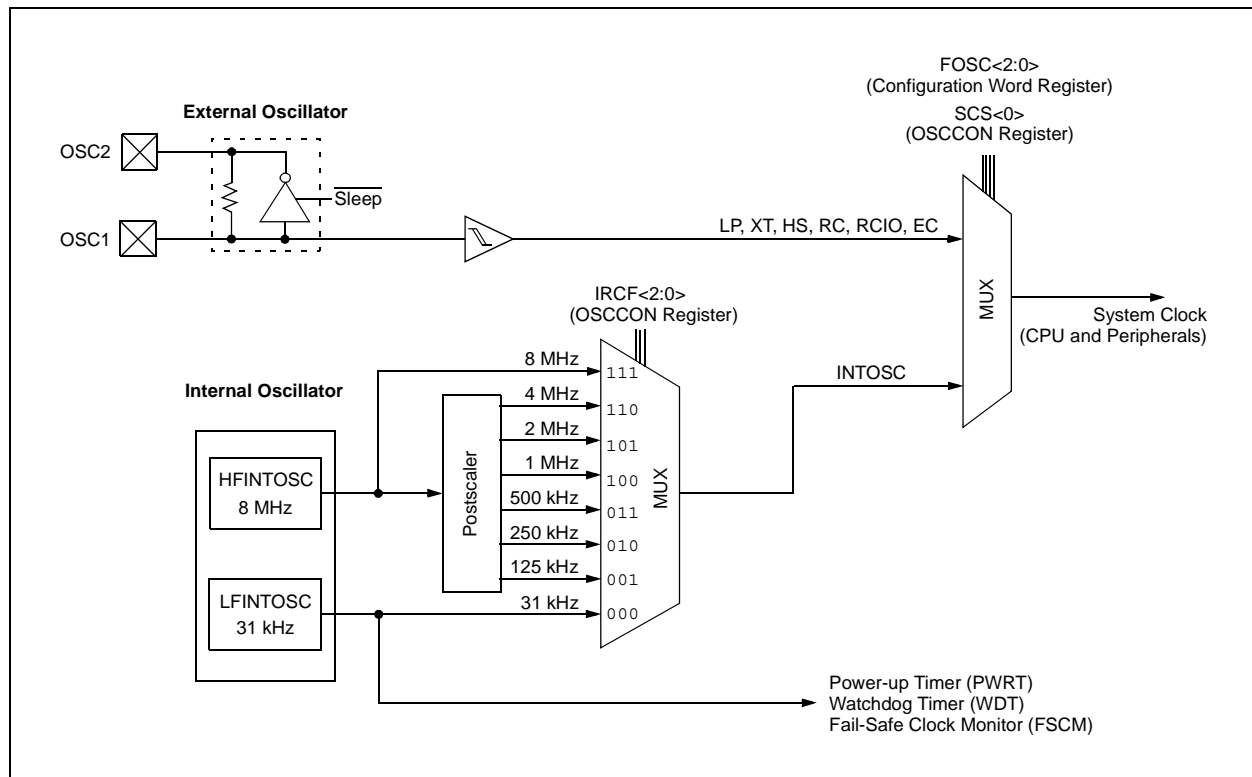 FOSC<2:0>
(Configuration Word Register)
SCS<0>
(OSCCON Register)
External Oscillator
OSC2
Sleep
OSC1
LP, XT, HS, RC, RCIO, EC
MUX
System Clock
(CPU and Peripherals)
IRCF<2:0>
(OSCCON Register)
INTOSC
Internal Oscillator
HFINTOSC
8 MHz
LFINTOSC
31 kHz
Postscaler
8 MHz
111
4 MHz
110
2 MHz
101
1 MHz
100
500 kHz
011
250 kHz
010
125 kHz
001
31 kHz
000
MUX
Power-up Timer (PWRT)
Watchdog Timer (WDT)
Fail-Safe Clock Monitor (FSCM)